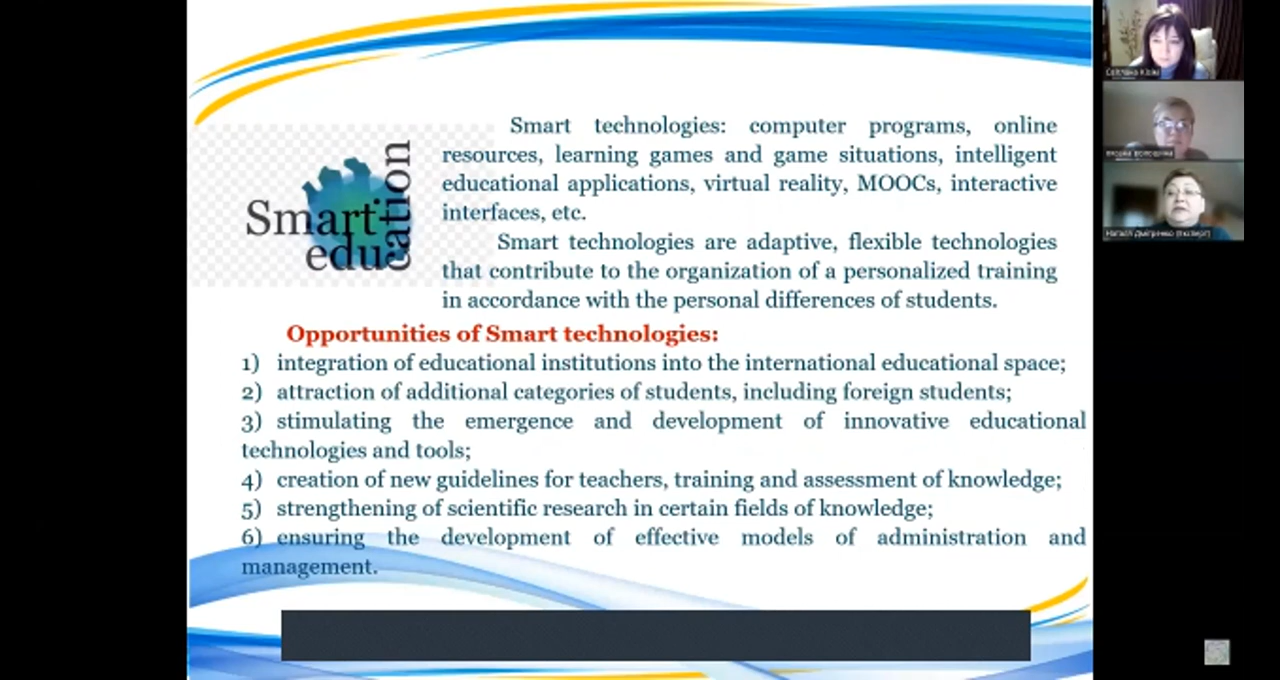 Smart
education
Smart technologies: computer programs, online
resources, learning games and game situations, intelligent
educational applications, virtual reality, MOOCs, interactive
interfaces, etc.
Smart technologies are adaptive, flexible technologies
that contribute to the organization of a personalized training
in accordance with the personal differences of students.
Opportunities of Smart technologies:
1) integration of educational institutions into the international educational space;
2) attraction of additional categories of students, including foreign students;
3) stimulating the emergence and development of innovative educational
technologies and tools;
4) creation of new guidelines for teachers, training and assessment of knowledge;
5) strengthening of scientific research in certain fields of knowledge;
6) ensuring the development of effective models of administration and
management.
Наталя Дмитренко (експерт)